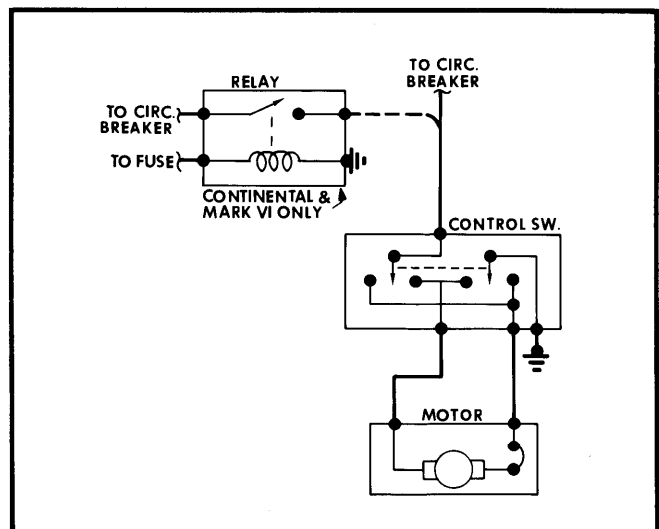 TO CIRC.
BREAKER
RELAY
TO CIRC.
BREAKER
TO FUSE
CONTINENTAL &
MARK VI ONLY
CONTROL SW.
MOTOR